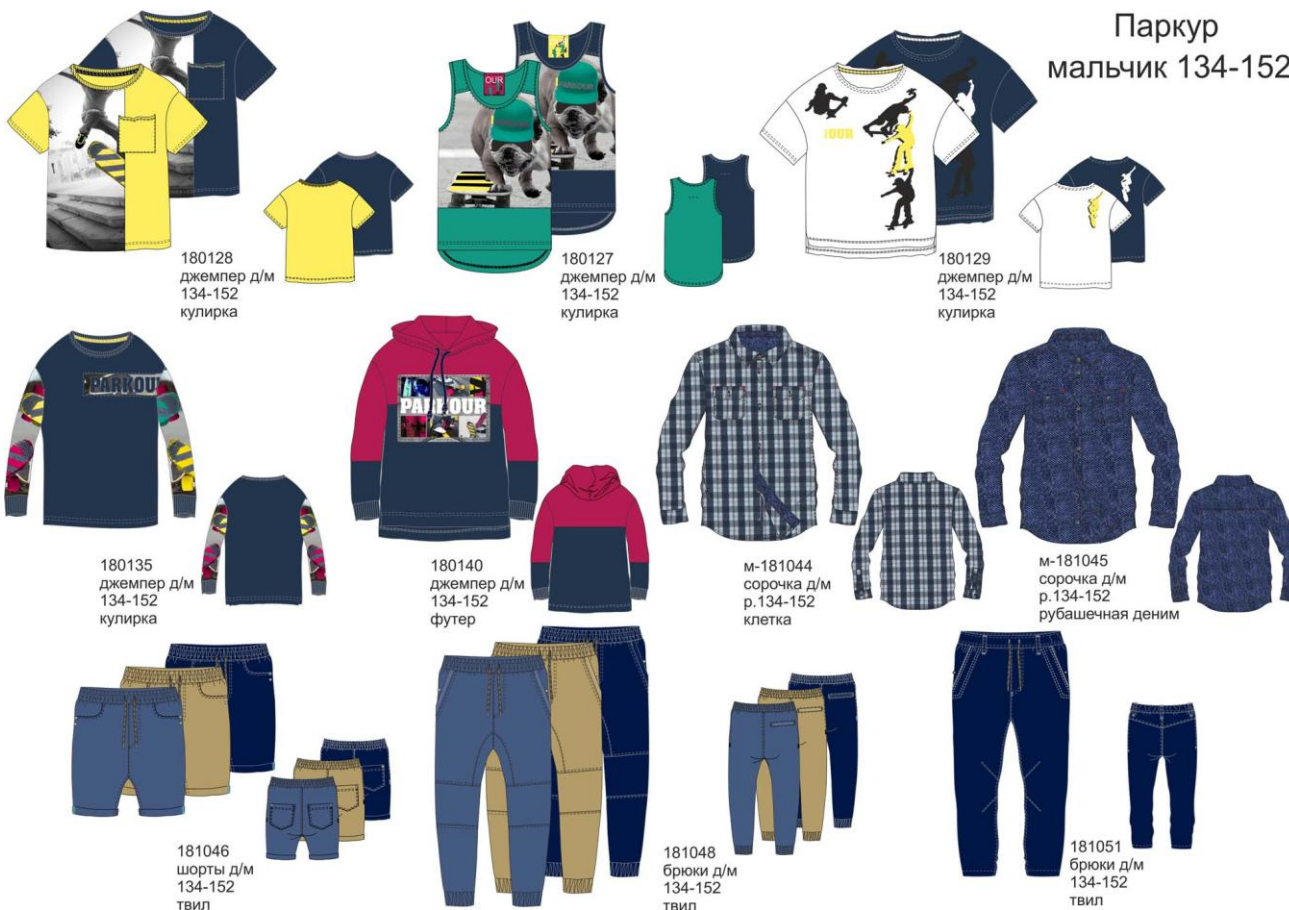 Паркур
мальчик 134-152
180128
джемпер д/м
134-152
кулирка
OUR
PARKOUR
180127
джемпер д/м
134-152
кулирка
OUR
180129
джемпер д/м
134-152
кулирка
PARKOU
180135
джемпер д/м
134-152
кулирка
PARKOUR
180140
джемпер д/м
134-152
футер
м-181044
сорочка д/м
р.134-152
клетка
м-181045
сорочка д/м
р.134-152
рубашечная деним
181046
шорты д/м
134-152
твил
181048
брюки д/м
134-152
твил
181051
брюки д/м
134-152
твил